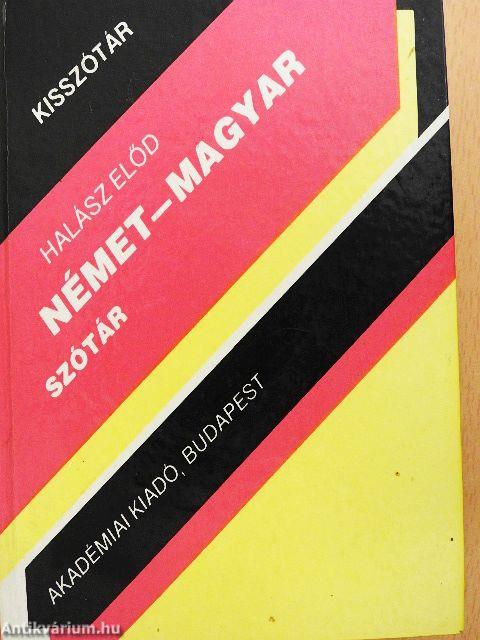 KISSZÓTÁR
HALÁSZ ELŐD
NÉMET–MAGYAR
SZÓTÁR
AKADÉMIAI KIADÓ, BUDAPEST
Antikvárium.hu